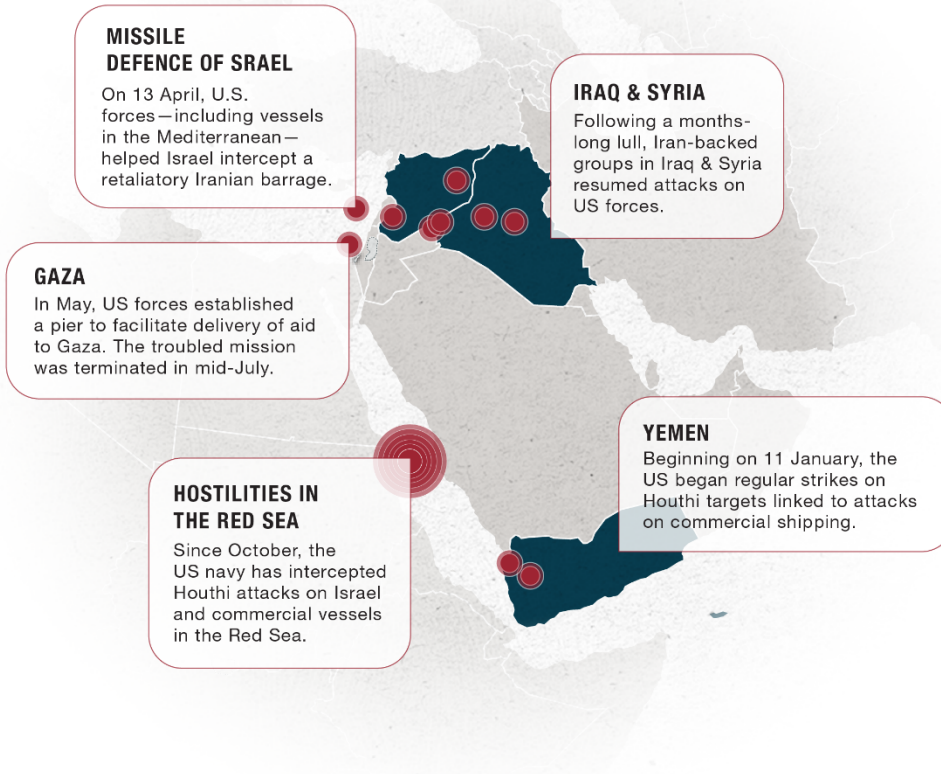 MISSILE
DEFENCE OF SRAEL
On 13 April, U.S.
forces—including vessels
in the Mediterranean—
helped Israel intercept a
retaliatory Iranian barrage.
IRAQ & SYRIA
Following a months-
long lull, Iran-backed
groups in Iraq & Syria
resumed attacks on
US forces.
GAZA
In May, US forces established
a pier to facilitate delivery of aid
to Gaza. The troubled mission
was terminated in mid-July.
YEMEN
Beginning on 11 January, the
US began regular strikes on
Houthi targets linked to attacks
on commercial shipping.
HOSTILITIES IN
THE RED SEA
Since October, the
US navy has intercepted
Houthi attacks on Israel
and commercial vessels
in the Red Sea.